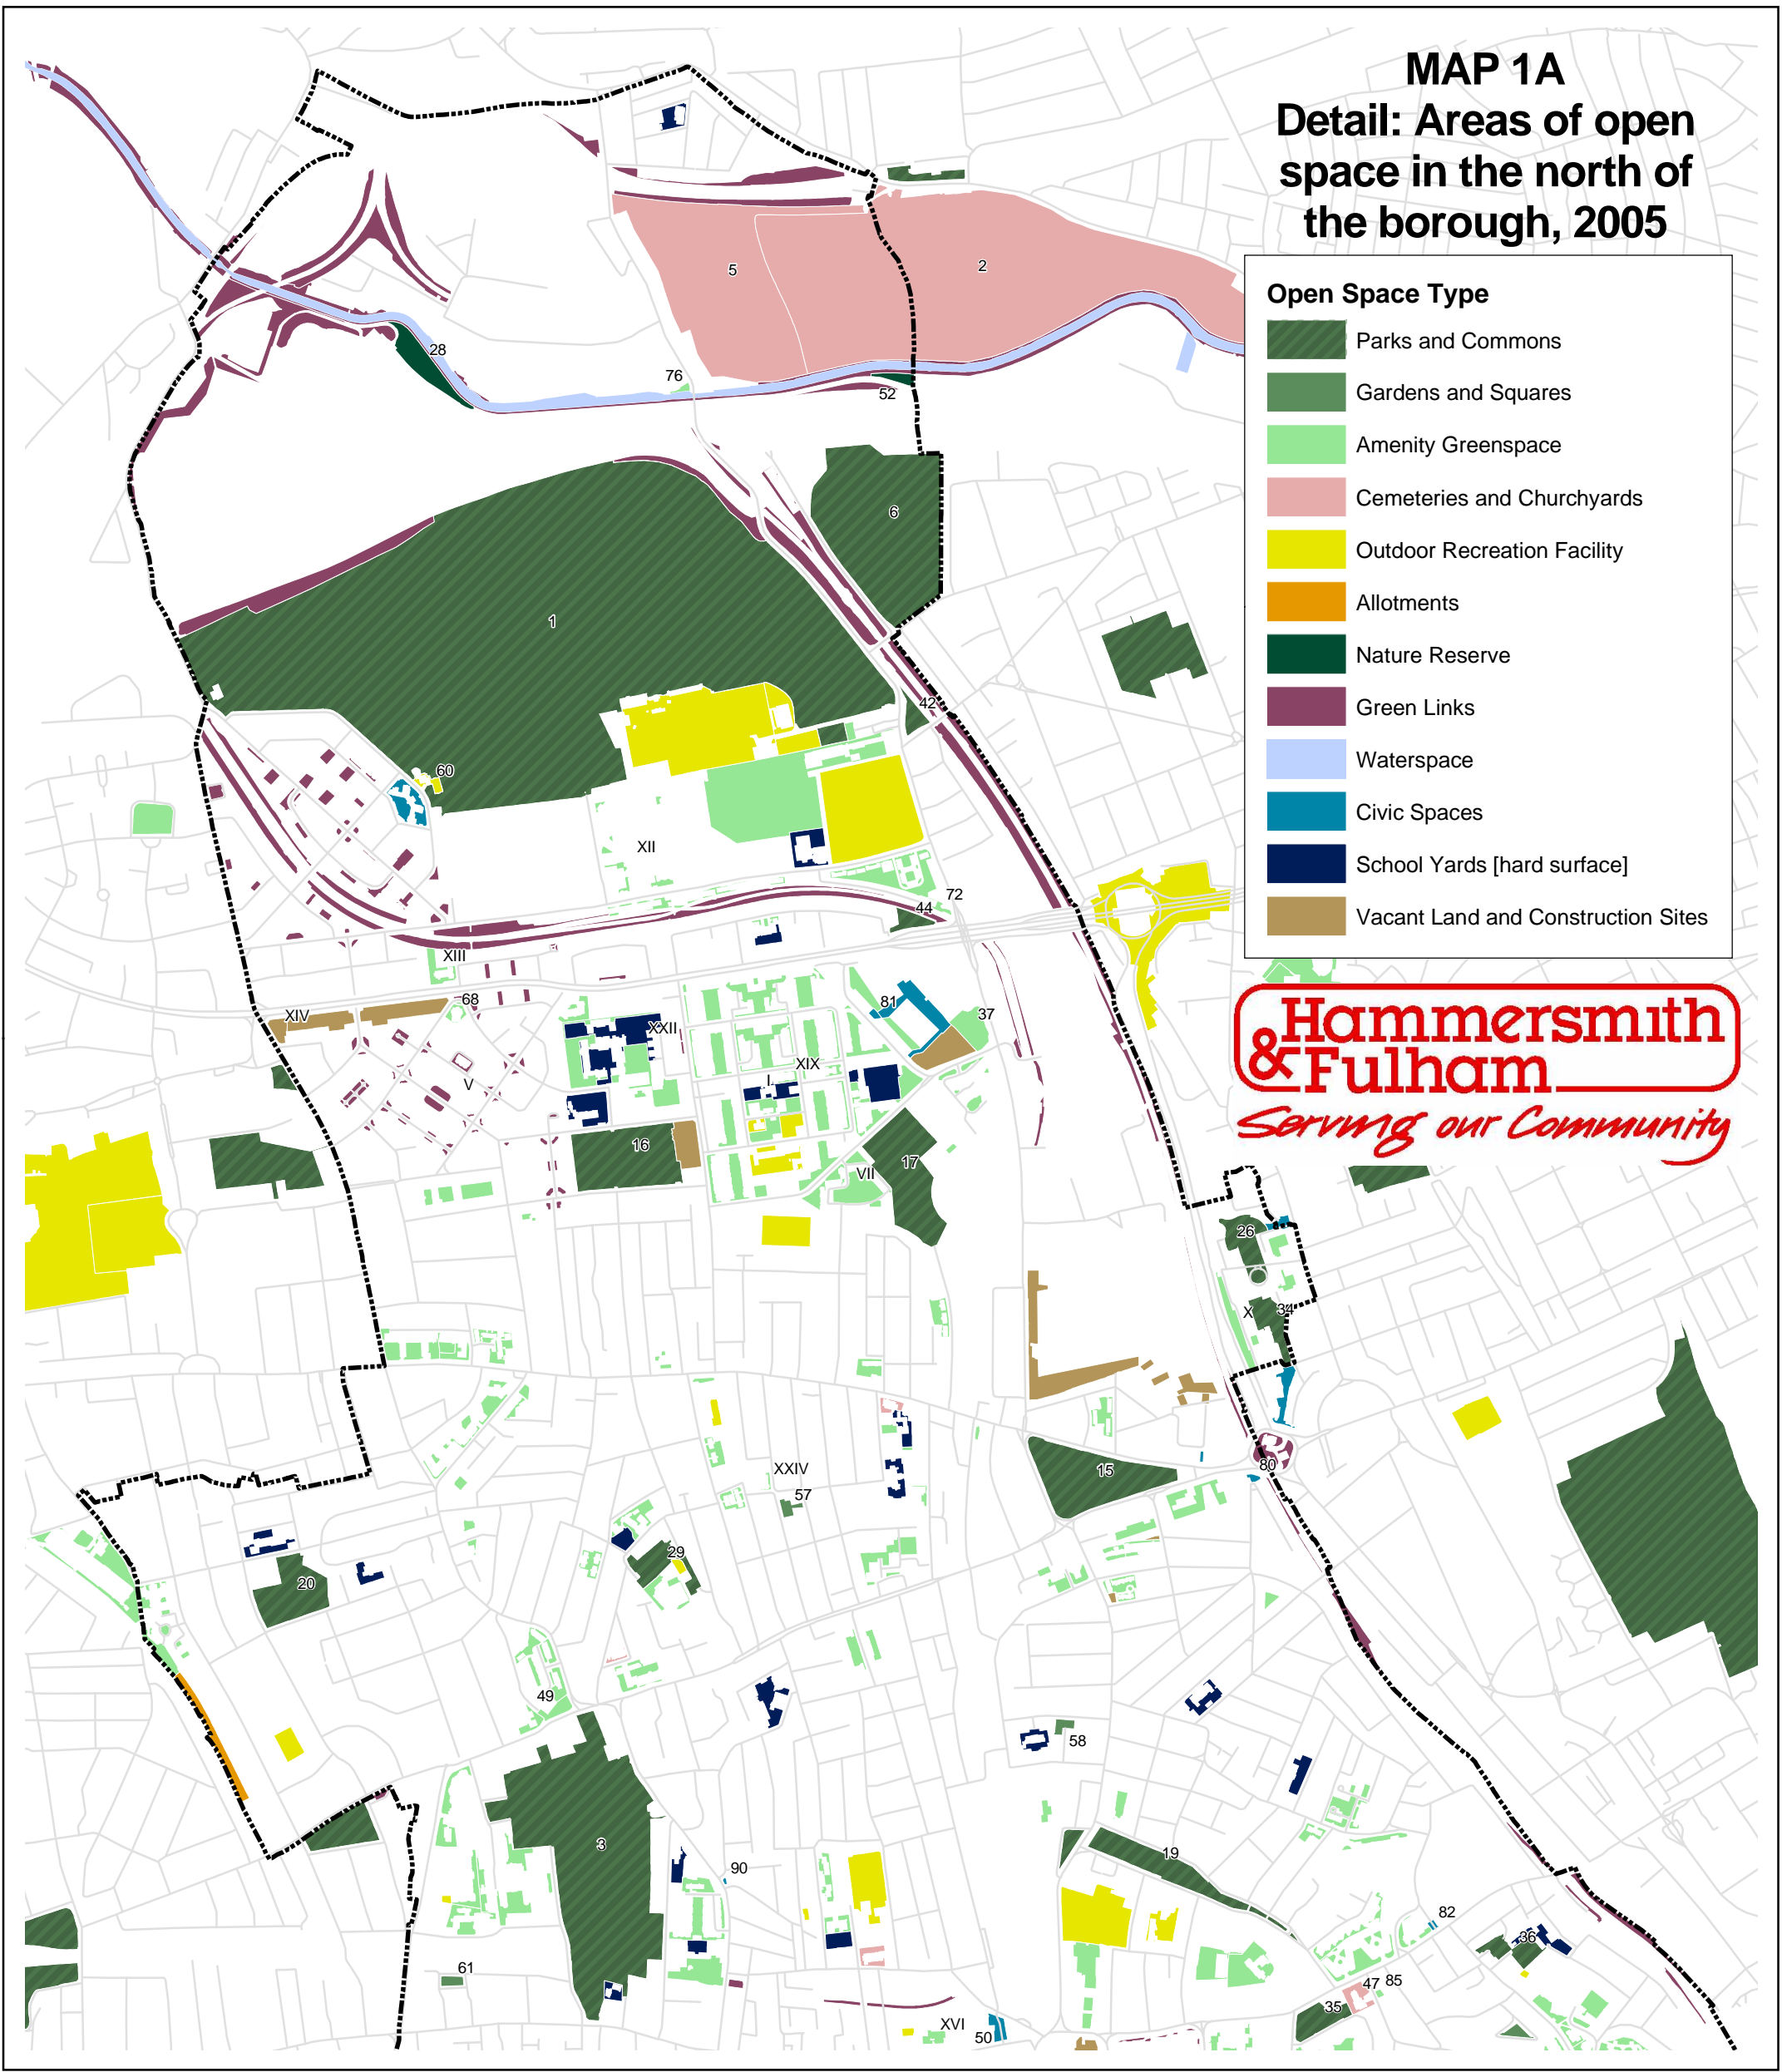 MAP 1A
Detail: Areas of open
space in the north of
the borough, 2005
Open Space Type
Parks and Commons
Gardens and Squares
Amenity Greenspace
Cemeteries and Churchyards
Outdoor Recreation Facility
Allotments
Nature Reserve
Green Links
Waterspace
Civic Spaces
School Yards [hard surface]
Vacant Land and Construction Sites
Hammersmith
& Fulham
Serving our Community
5
2
28
76
52
6
1
42
60
XII
72
44
XIII
68
XIV
81
37
XXII
XIX
I
V
16
17
VII
26
X
34
15
80
XXIV
57
29
20
49
58
3
19
90
82
36
61
47
85
35
XVI
50